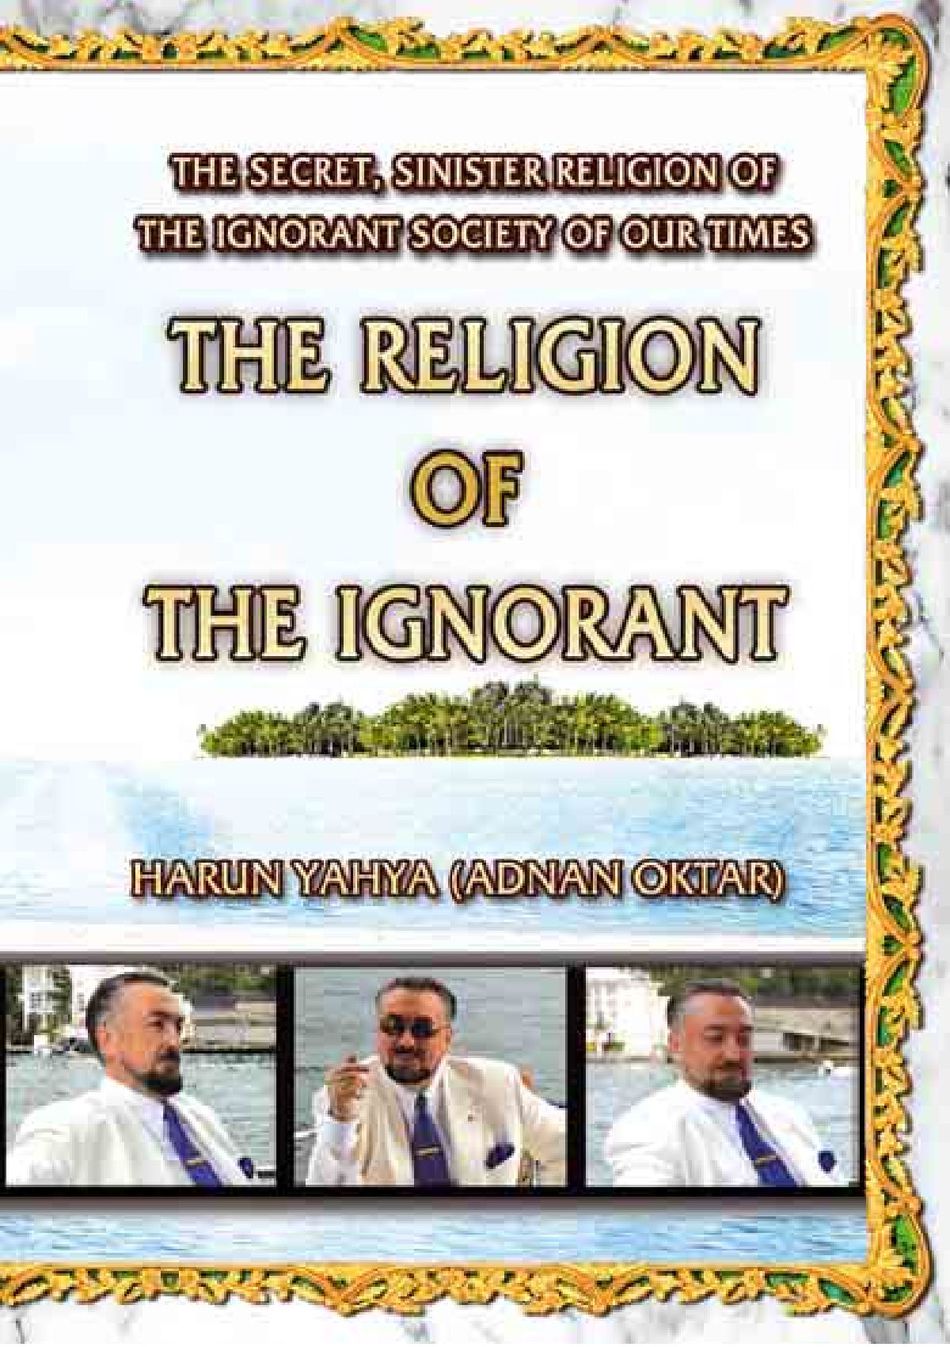 THE SECRET, SINISTER RELIGION OF
THE IGNORANT SOCIETY OF OUR TIMES
THE RELIGION
OF
THE IGNORANT
HARUN YAHYA (ADNAN OKTAR)